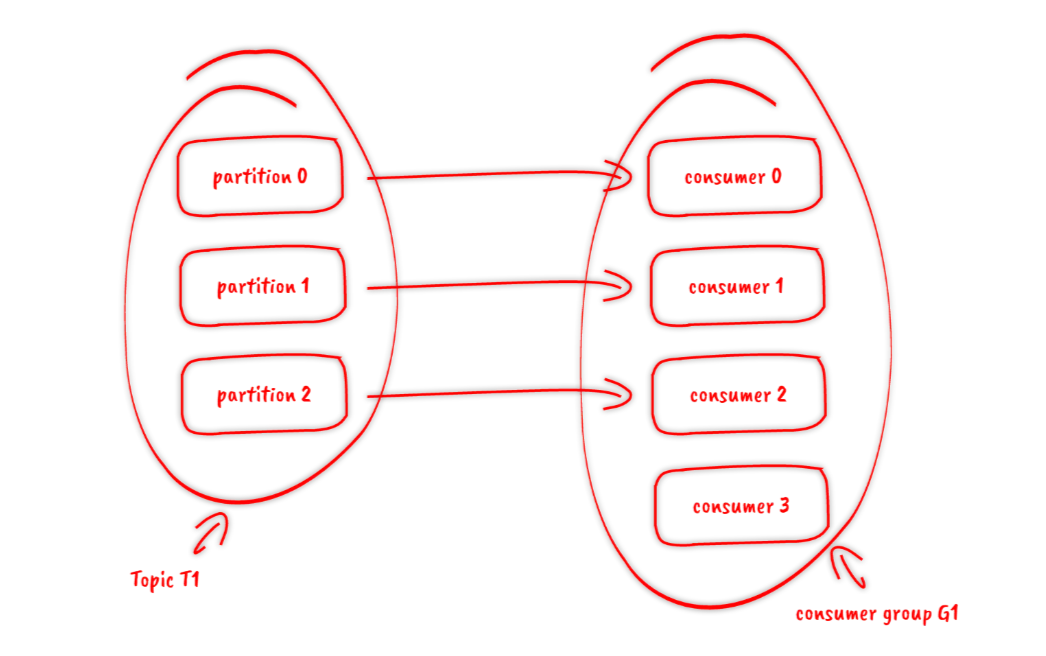 partition 0
consumer 0
partition 1
consumer 1
partition 2
consumer 2
consumer 3
Topic T1
consumer group G1